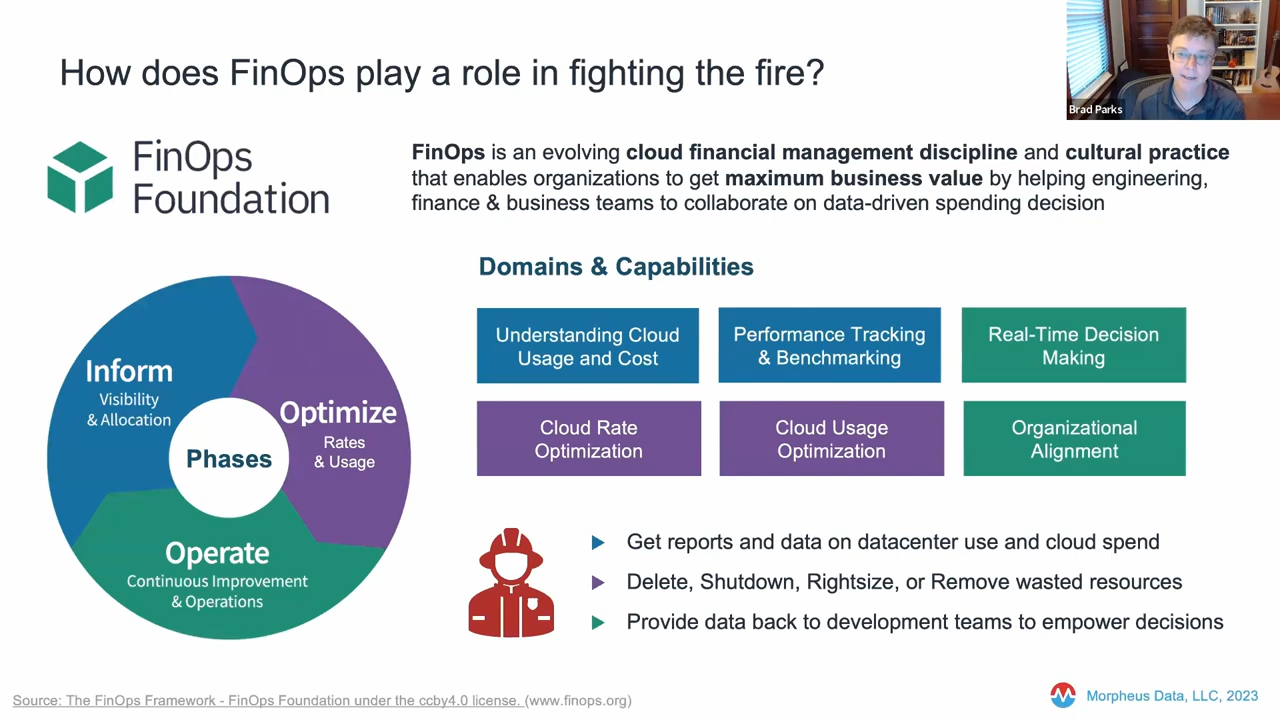 How does FinOps play a role in fighting the fire?
Brad Parks
FinOps
Foundation
FinOps is an evolving cloud financial management discipline and cultural practice
that enables organizations to get maximum business value by helping engineering,
finance & business teams to collaborate on data-driven spending decision
Domains & Capabilities
Understanding Cloud
Usage and Cost
Performance Tracking
& Benchmarking
Real-Time Decision
Making
Cloud Rate
Optimization
Cloud Usage
Optimization
Organizational
Alignment
Inform
Visibility
& Allocation
Optimize
Rates
& Usage
Phases
Operate
Continuous Improvement
& Operations
Get reports and data on datacenter use and cloud spend
Delete, Shutdown, Rightsize, or Remove wasted resources
Provide data back to development teams to empower decisions
Source: The FinOps Framework - FinOps Foundation under the ccby4.0 license. (www.finops.org)
Morpheus Data, LLC, 2023